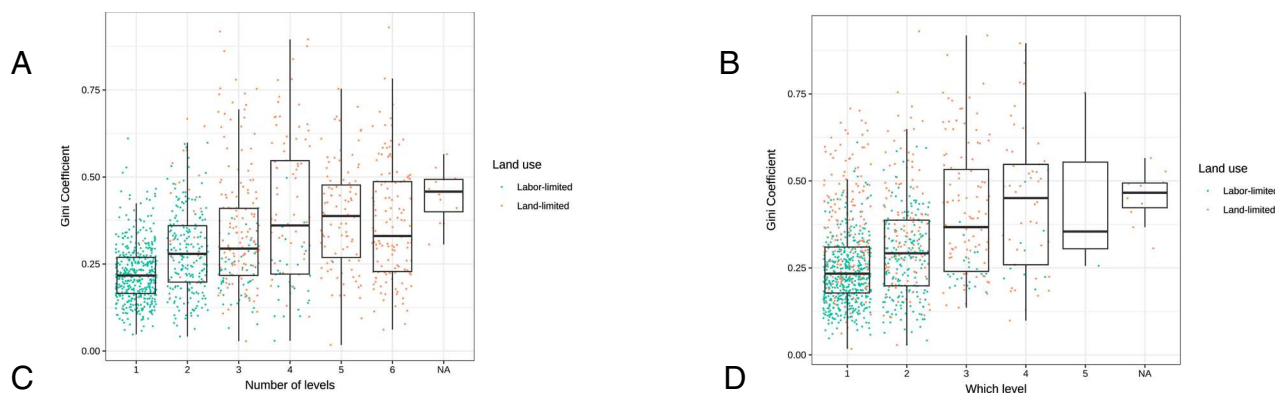 A
Gini Coefficient
0.75
0.50
0.25
0.00
1 2 3 4 5 6 NA
Number of levels
Land use
Labor-limited
Land-limited
B
Gini Coefficient
0.75
0.50
0.25
0.00
1 2 3 4 5 NA
Which level
Land use
Labor-limited
Land-limited
C
D